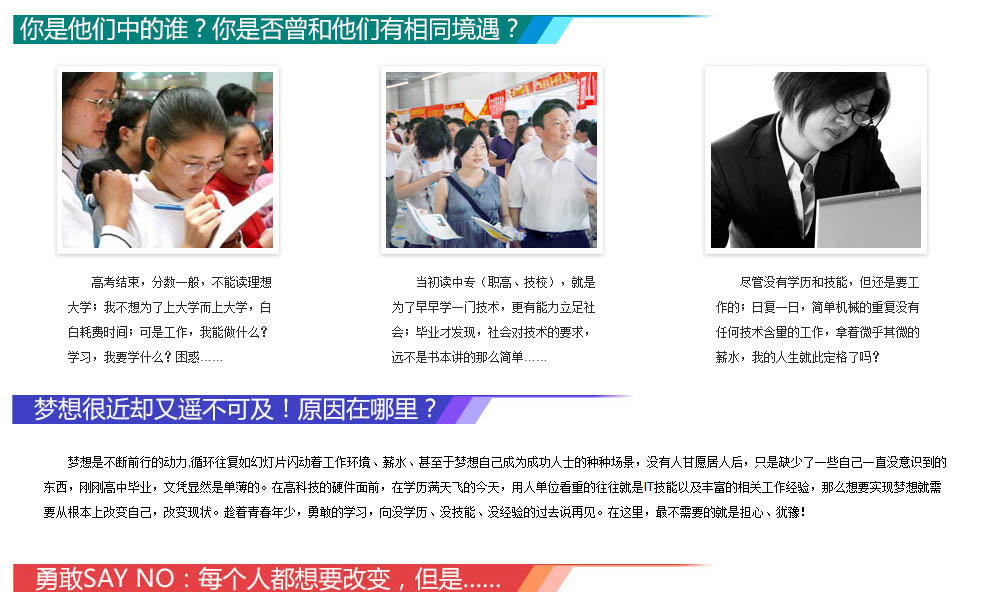 你是他们中的谁？你是否曾和他们有相同境遇？
高考结束，分数一般，不能读理想
大学；我不想为了上大学而上大学，白
白耗费时间；可是工作，我能做什么？
学习，我要学什么？困惑……
当初读中专（职高、技校），就是
为了早早学一门技术，更有能力立足社
会；毕业才发现，社会对技术的要求，
远不是书本讲的那么简单……
尽管没有学历和技能，但还是要工
作的；日复一日，简单机械的重复没有
任何技术含量的工作，拿着微乎其微的
薪水，我的人生就此定格了吗？
梦想很近却又遥不可及！原因在哪里？
梦想是不断前行的动力,循环往复如幻灯片闪动着工作环境、薪水、甚至于梦想自己成为成功人士的种种场景，没有人甘愿居人后，只是缺少了一些自己一直没意识到的
东西，刚刚高中毕业，文凭显然是单薄的。在高科技的硬件面前，在学历满天飞的今天，用人单位看重的往往就是IT技能以及丰富的相关工作经验，那么想要实现梦想就需
要从根本上改变自己，改变现状。趁着青春年少，勇敢的学习，向没学历、没技能、没经验的过去说再见。在这里，最不需要的就是担心、犹豫！
勇敢SAY NO：每个人都想要改变，但是......